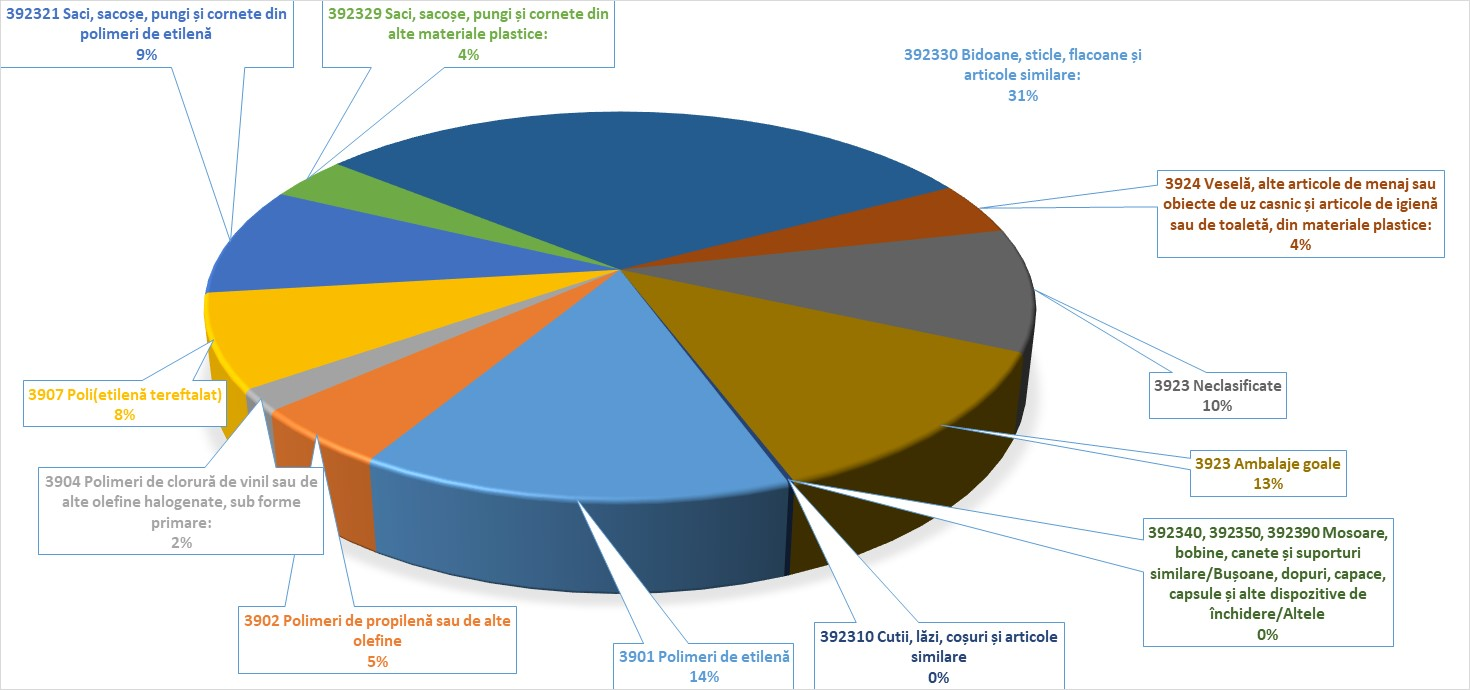 392321 Saci, sacoșe, pungi și cornete din
polimeri de etilenă
9%
392329 Saci, sacoșe, pungi și cornete din
alte materiale plastice:
4%
392330 Bidoane, sticle, flacoane și
articole similare:
31%
3924 Veselă, alte articole de menaj sau
obiecte de uz casnic și articole de igienă
sau de toaletă, din materiale plastice:
4%
3923 Neclasificate
10%
3923 Ambalaje goale
13%
392340, 392350, 392390 Mosoare,
bobine, canete și suporturi
similare/Bușoane, dopuri, capace,
capsule și alte dispozitive de
închidere/Altele
0%
392310 Cutii, lăzi, coșuri și articole
similare
0%
3901 Polimeri de etilenă
14%
3902 Polimeri de propilenă sau de alte
olefine
5%
3904 Polimeri de clorură de vinil sau de
alte olefine halogenate, sub forme
primare:
2%
3907 Poli(etilenă tereftalat)
8%